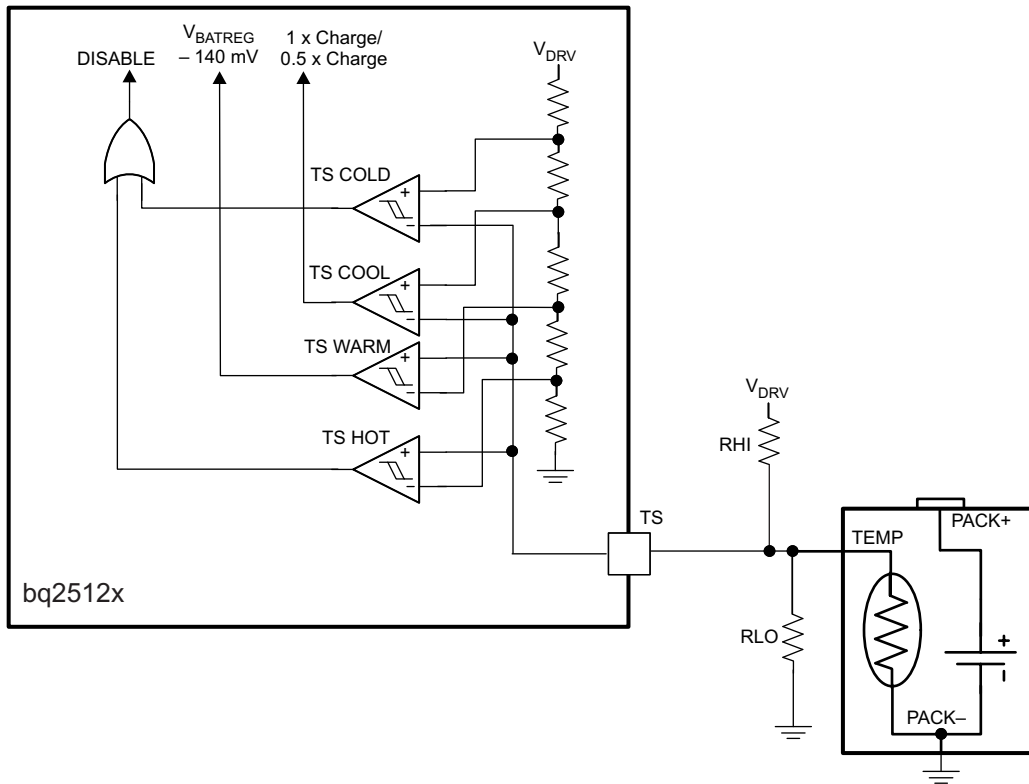 DISABLE
VBATREG
– 140 mV
1 x Charge/
0.5 x Charge
VDRV
TS COLD
+
–
TS COOL
+
–
TS WARM
+
–
TS HOT
+
–
bq2512x
TS
VDRV
RHI
RLO
TEMP
PACK+
+
–
PACK–